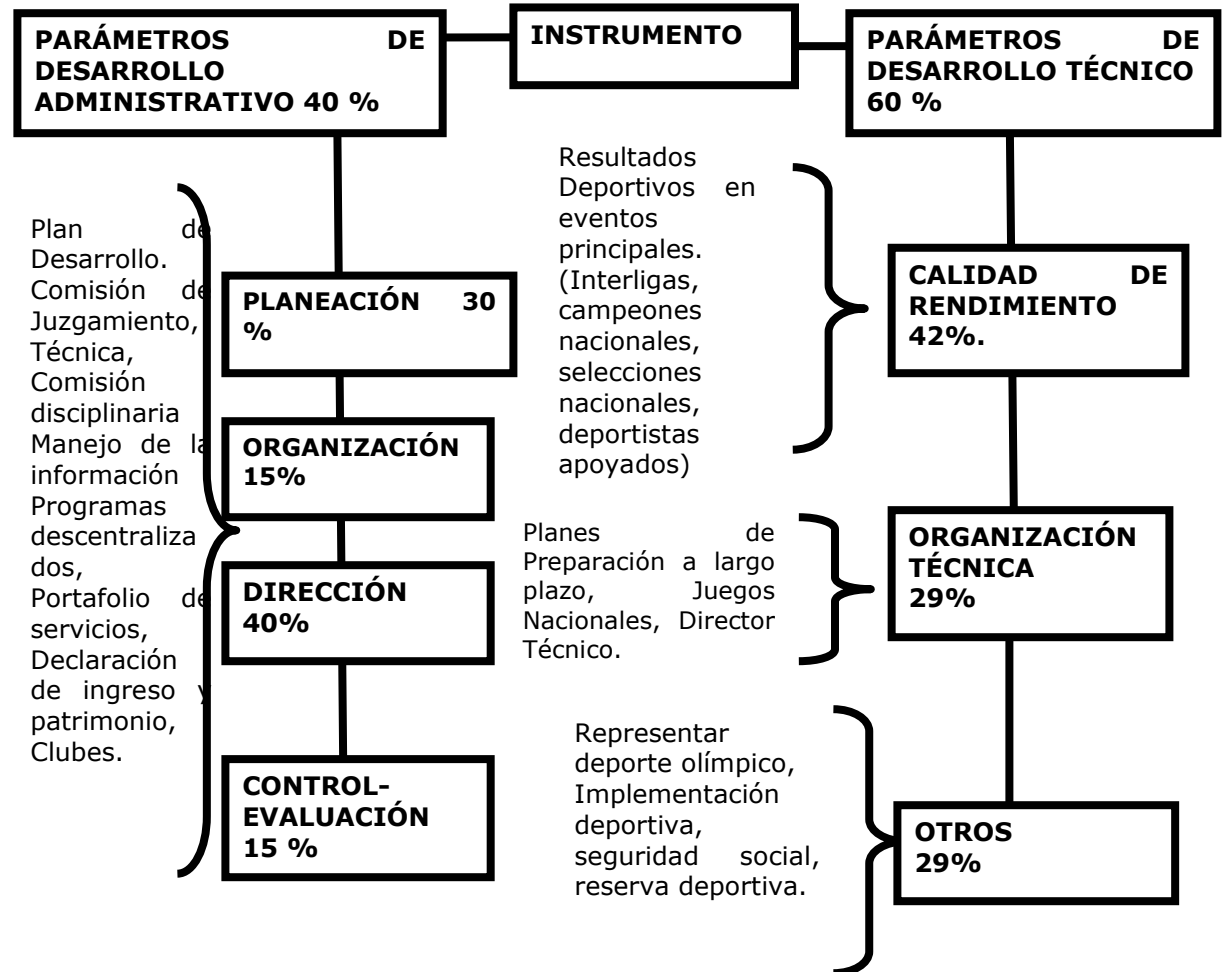 PARÁMETROS DE
DESARROLLO
ADMINISTRATIVO 40 %
INSTRUMENTO
PARÁMETROS DE
DESARROLLO TÉCNICO
60 %
Plan de
Desarrollo.
Comisión de
Juzgamiento,
Técnica,
Comisión
disciplinaria
Manejo de la
información
Programas
descentraliza
dos,
Portafolio de
servicios,
Declaración
de ingreso y
patrimonio,
Clubes.
PLANEACIÓN 30
%
ORGANIZACIÓN
15%
DIRECCIÓN
40%
CONTROL-
EVALUACIÓN
15 %
Resultados
Deportivos en
eventos
principales.
(Interligas,
campeones
nacionales,
selecciones
nacionales,
deportistas
apoyados)
CALIDAD DE
RENDIMIENTO
42%.
Planes de
Preparación a largo
plazo, Juegos
Nacionales, Director
Técnico.
ORGANIZACIÓN
TÉCNICA
29%
Representar
deporte olímpico,
Implementación
deportiva,
seguridad social,
reserva deportiva.
OTROS
29%